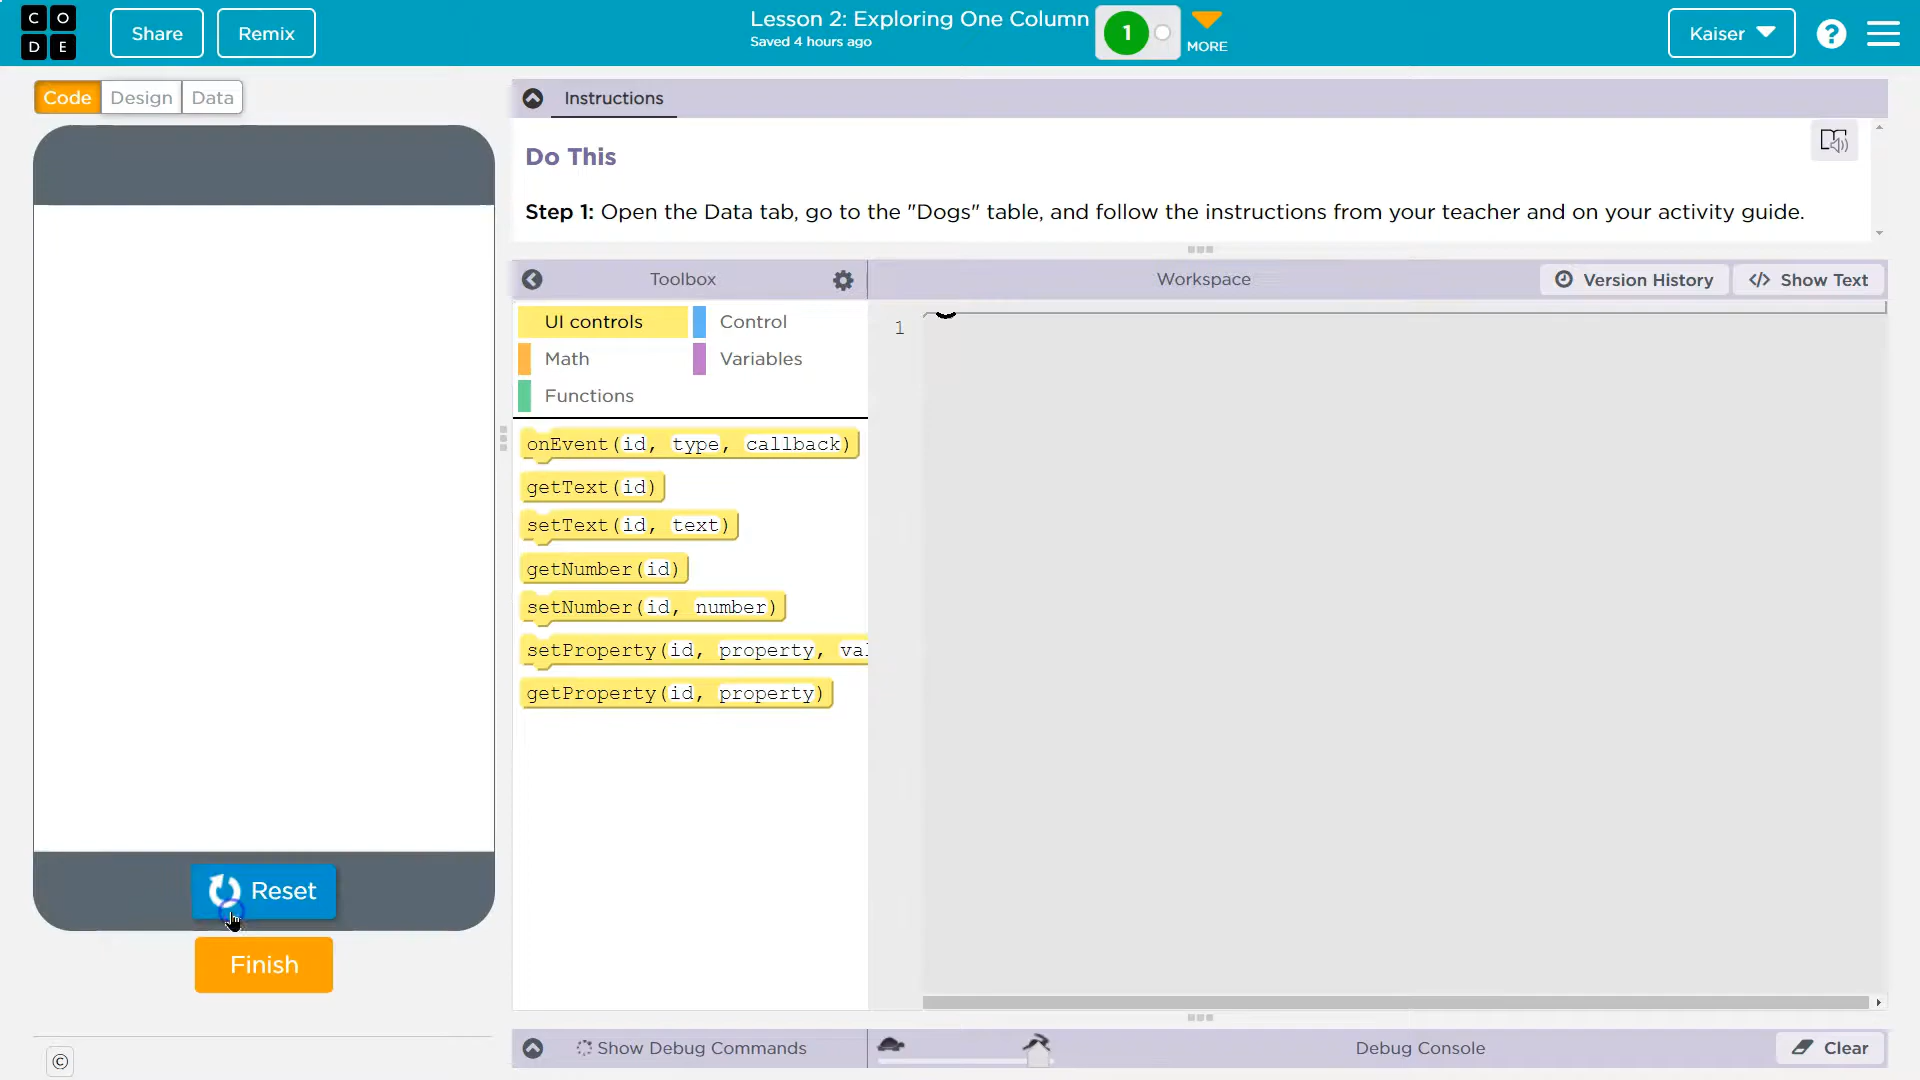 C O
D E
Share
Remix
Lesson 2: Exploring One Column
Saved 4 hours ago
1
MORE
Kaiser
?
Code
Design
Data
Instructions
Do This
Step 1: Open the Data tab, go to the "Dogs" table, and follow the instructions from your teacher and on your activity guide.
Toolbox
Workspace
Version History
</> Show Text
UI controls
Control
Math
Variables
Functions
onEvent(id, type, callback)
getText(id)
setText(id, text)
getNumber(id)
setNumber(id, number)
setProperty(id, property, val
getProperty(id, property)
1
Reset
Finish
©
Show Debug Commands
Debug Console
Clear